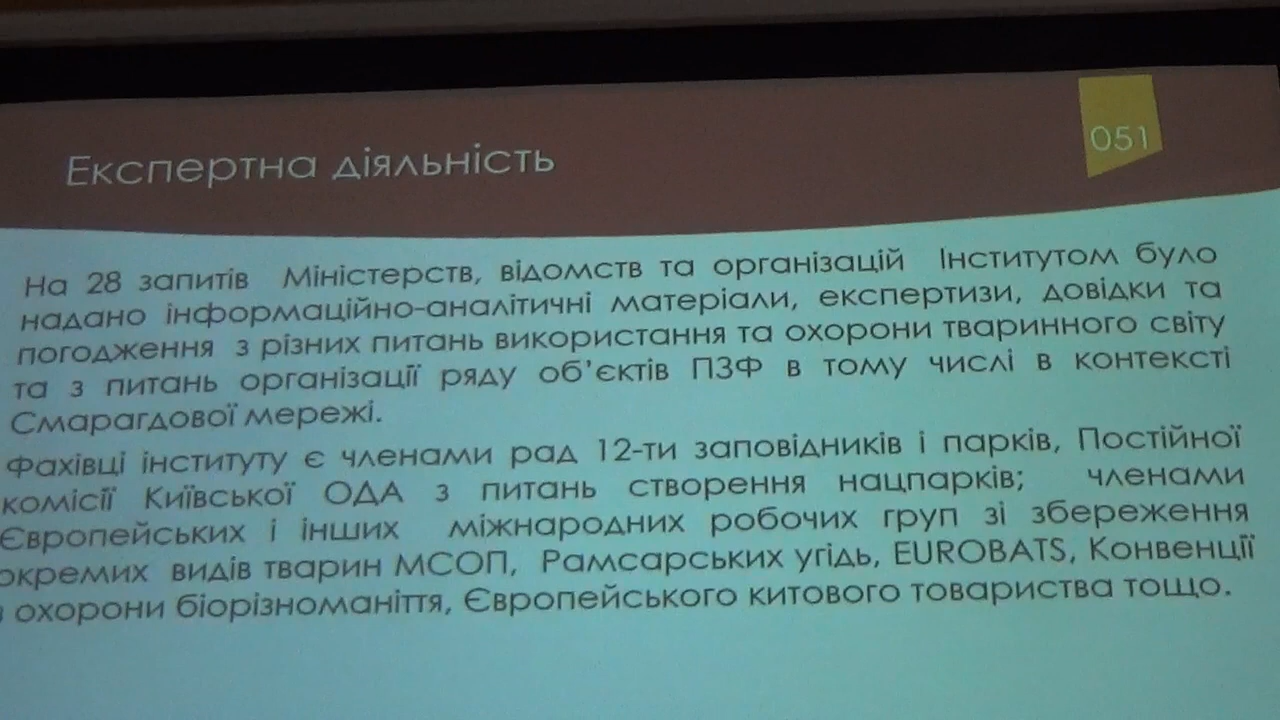 051
Експертна діяльність
На 28 запитів Міністерств, відомств та організацій Інститутом було
надано інформаційно-аналітичні матеріали, експертизи, довідки та
погодження з різних питань використання та охорони тваринного світу
та з питань організації ряду об’єктів ПЗФ в тому числі в контексті
Смарагдової мережі.
Фахівці інституту є членами рад 12-ти заповідників і парків, Постійної
комісії Київської ОДА з питань створення нацпарків; членами
Європейських і інших міжнародних робочих груп зі збереження
окремих видів тварин МСОП, Рамсарських угідь, EUROBATS, Конвенції
з охорони біорізноманіття, Європейського китового товариства тощо.